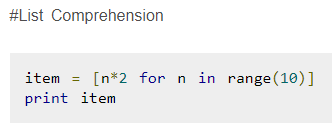 #List Comprehension
item = [n*2 for n in range(10)]
print item